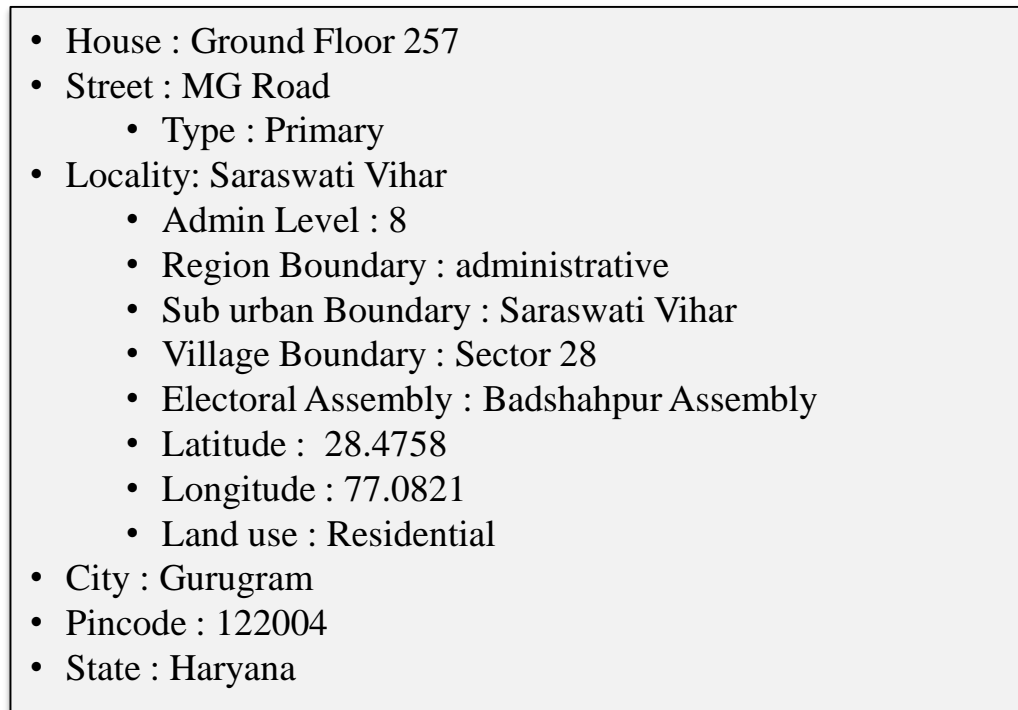 • House : Ground Floor 257
• Street : MG Road
• Type : Primary
• Locality: Saraswati Vihar
• Admin Level : 8
• Region Boundary : administrative
• Sub urban Boundary : Saraswati Vihar
• Village Boundary : Sector 28
• Electoral Assembly : Badshahpur Assembly
• Latitude :  28.4758
• Longitude : 77.0821
• Land use : Residential
• City : Gurugram
• Pincode : 122004
• State : Haryana